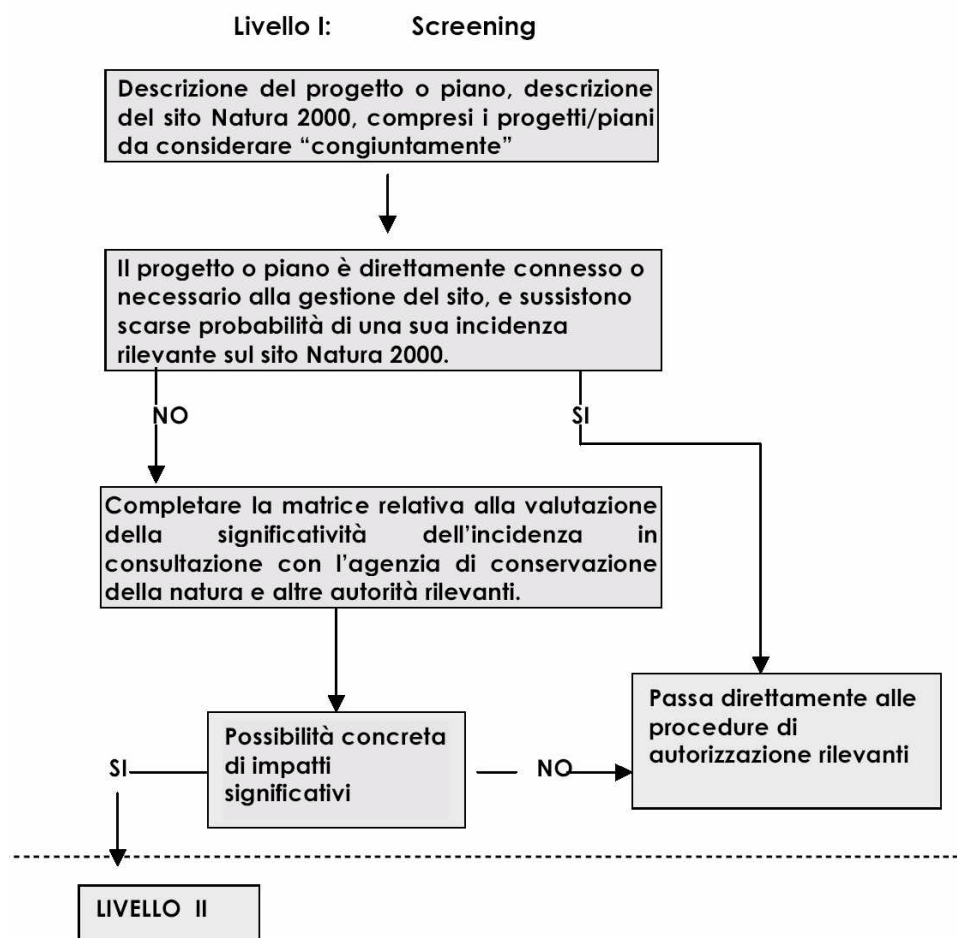 Livello I: Screening
Descrizione del progetto o piano, descrizione
del sito Natura 2000, compresi i progetti/piani
da considerare “congiuntamente”
Il progetto o piano è direttamente connesso o
necessario alla gestione del sito, e sussistono
scarse probabilità di una sua incidenza
rilevante sul sito Natura 2000.
NO
SI
Completare la matrice relativa alla valutazione
della significatività dell’incidenza in
consultazione con l’agenzia di conservazione
della natura e altre autorità rilevanti.
Possibilità concreta
di impatti
significativi
SI
NO
Passa direttamente alle
procedure di
autorizzazione rilevanti
LIVELLO II